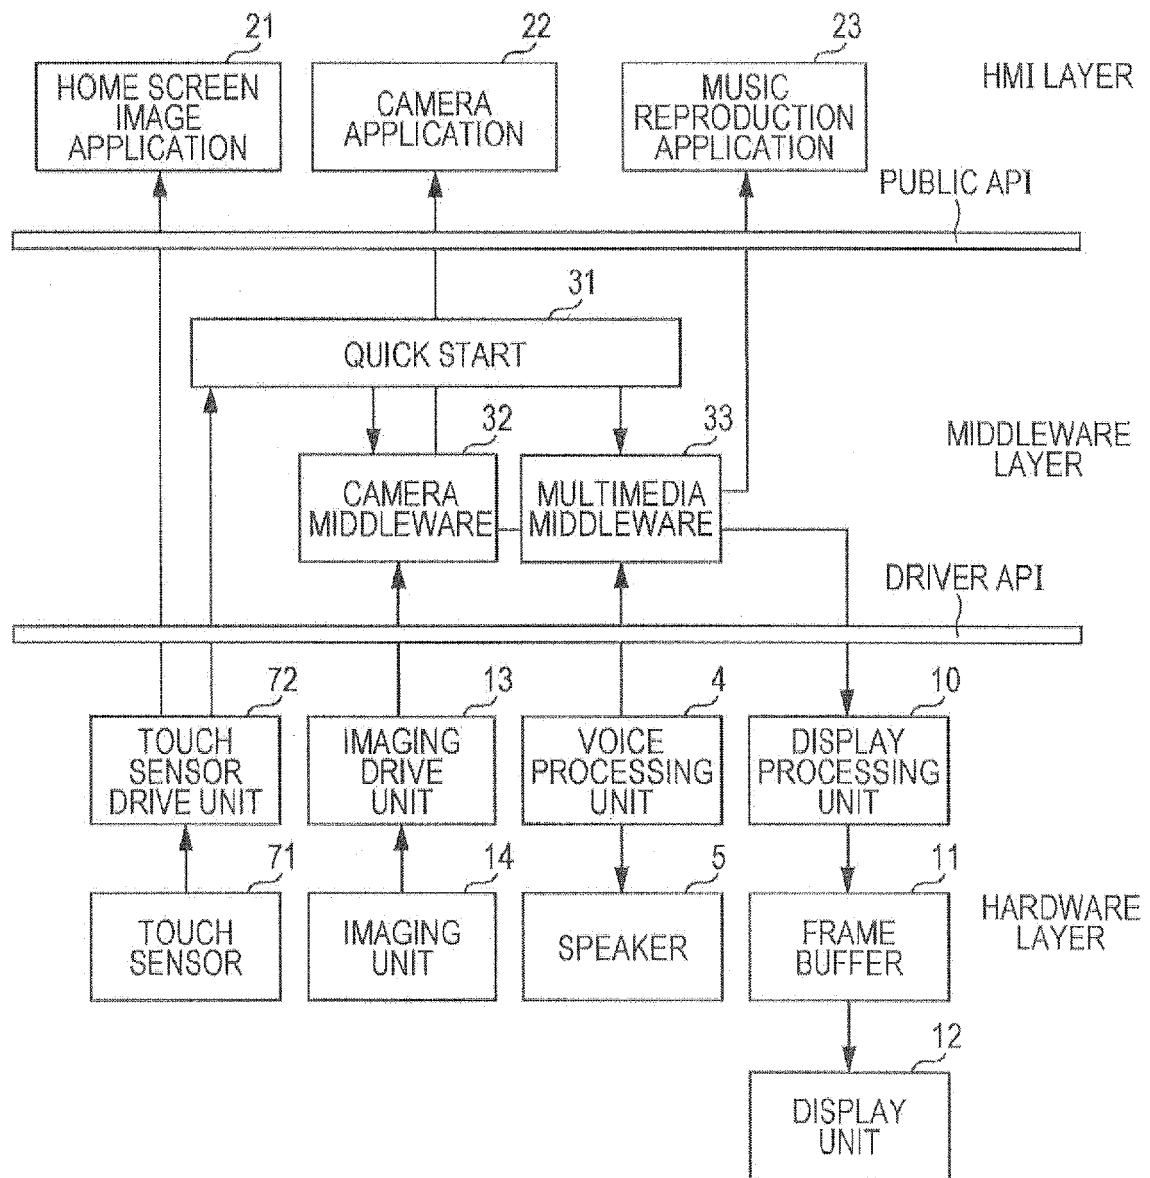 21
22
23
HOME SCREEN
IMAGE
APPLICATION
CAMERA
APPLICATION
MUSIC
REPRODUCTION
APPLICATION
HMI LAYER
PUBLIC API
31
QUICK START
32
33
CAMERA
MIDDLEWARE
MULTIMEDIA
MIDDLEWARE
MIDDLEWARE
LAYER
DRIVER API
72
13
4
10
TOUCH
SENSOR
DRIVE UNIT
IMAGING
DRIVE
UNIT
VOICE
PROCESSING
UNIT
DISPLAY
PROCESSING
UNIT
71
14
5
11
TOUCH
SENSOR
IMAGING
UNIT
SPEAKER
FRAME
BUFFER
HARDWARE
LAYER
12
DISPLAY
UNIT